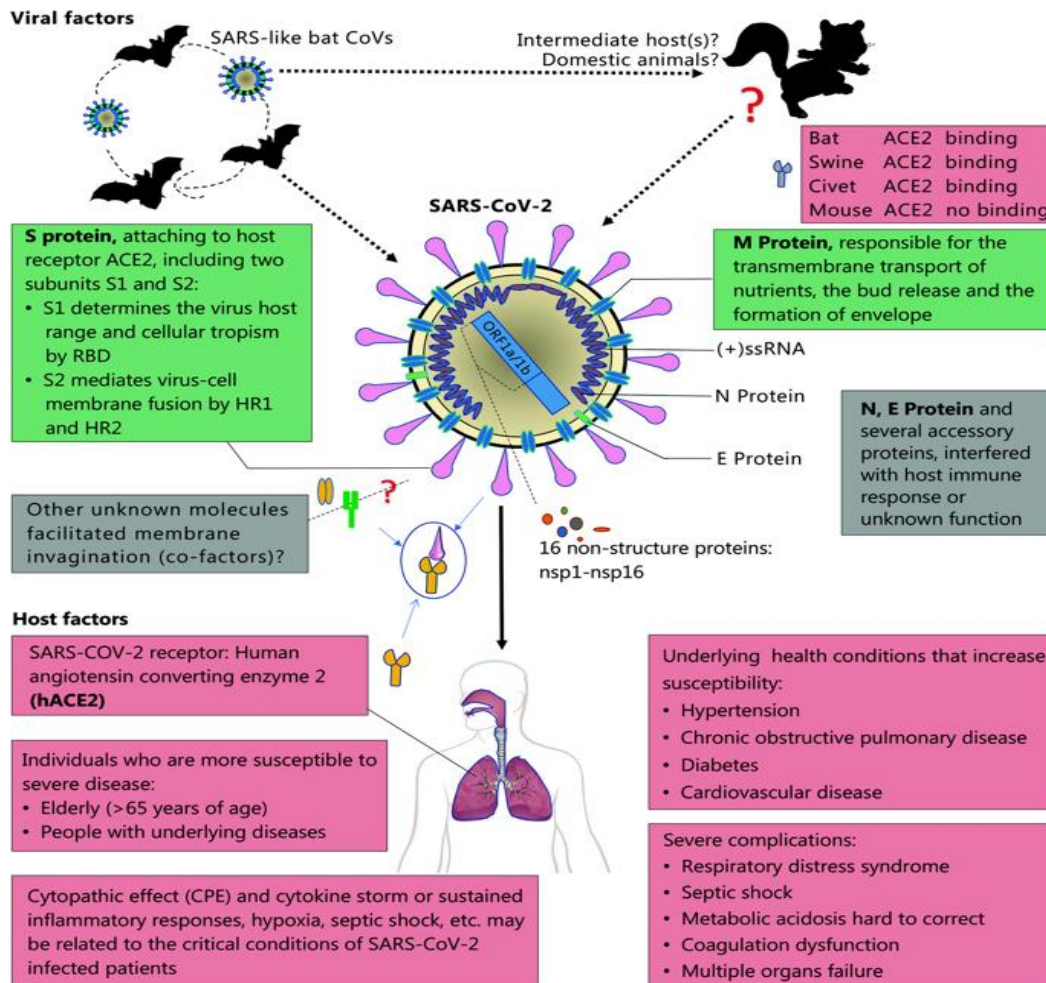 Viral factors
SARS-like bat CoVs
Intermediate host(s)?
Domestic animals?
?
Bat ACE2 binding
Swine ACE2 binding
Civet ACE2 binding
Mouse ACE2 no binding
SARS-CoV-2
S protein, attaching to host
receptor ACE2, including two
subunits S1 and S2:
• S1 determines the virus host
range and cellular tropism
by RBD
• S2 mediates virus-cell
membrane fusion by HR1
and HR2
M Protein, responsible for the
transmembrane transport of
nutrients, the bud release and the
formation of envelope
ORF1a/1b
(+)ssRNA
N Protein
E Protein
N, E Protein and
several accessory
proteins, interfered
with host immune
response or
unknown function
?
Other unknown molecules
facilitated membrane
invagination (co-factors)?
16 non-structure proteins:
nsp1-nsp16
Host factors
SARS-COV-2 receptor: Human
angiotensin converting enzyme 2
(hACE2)
Individuals who are more susceptible to
severe disease:
• Elderly (>65 years of age)
• People with underlying diseases
Cytopathic effect (CPE) and cytokine storm or sustained
inflammatory responses, hypoxia, septic shock, etc. may
be related to the critical conditions of SARS-CoV-2
infected patients
Underlying health conditions that increase
susceptibility:
• Hypertension
• Chronic obstructive pulmonary disease
• Diabetes
• Cardiovascular disease
Severe complications:
• Respiratory distress syndrome
• Septic shock
• Metabolic acidosis hard to correct
• Coagulation dysfunction
• Multiple organs failure